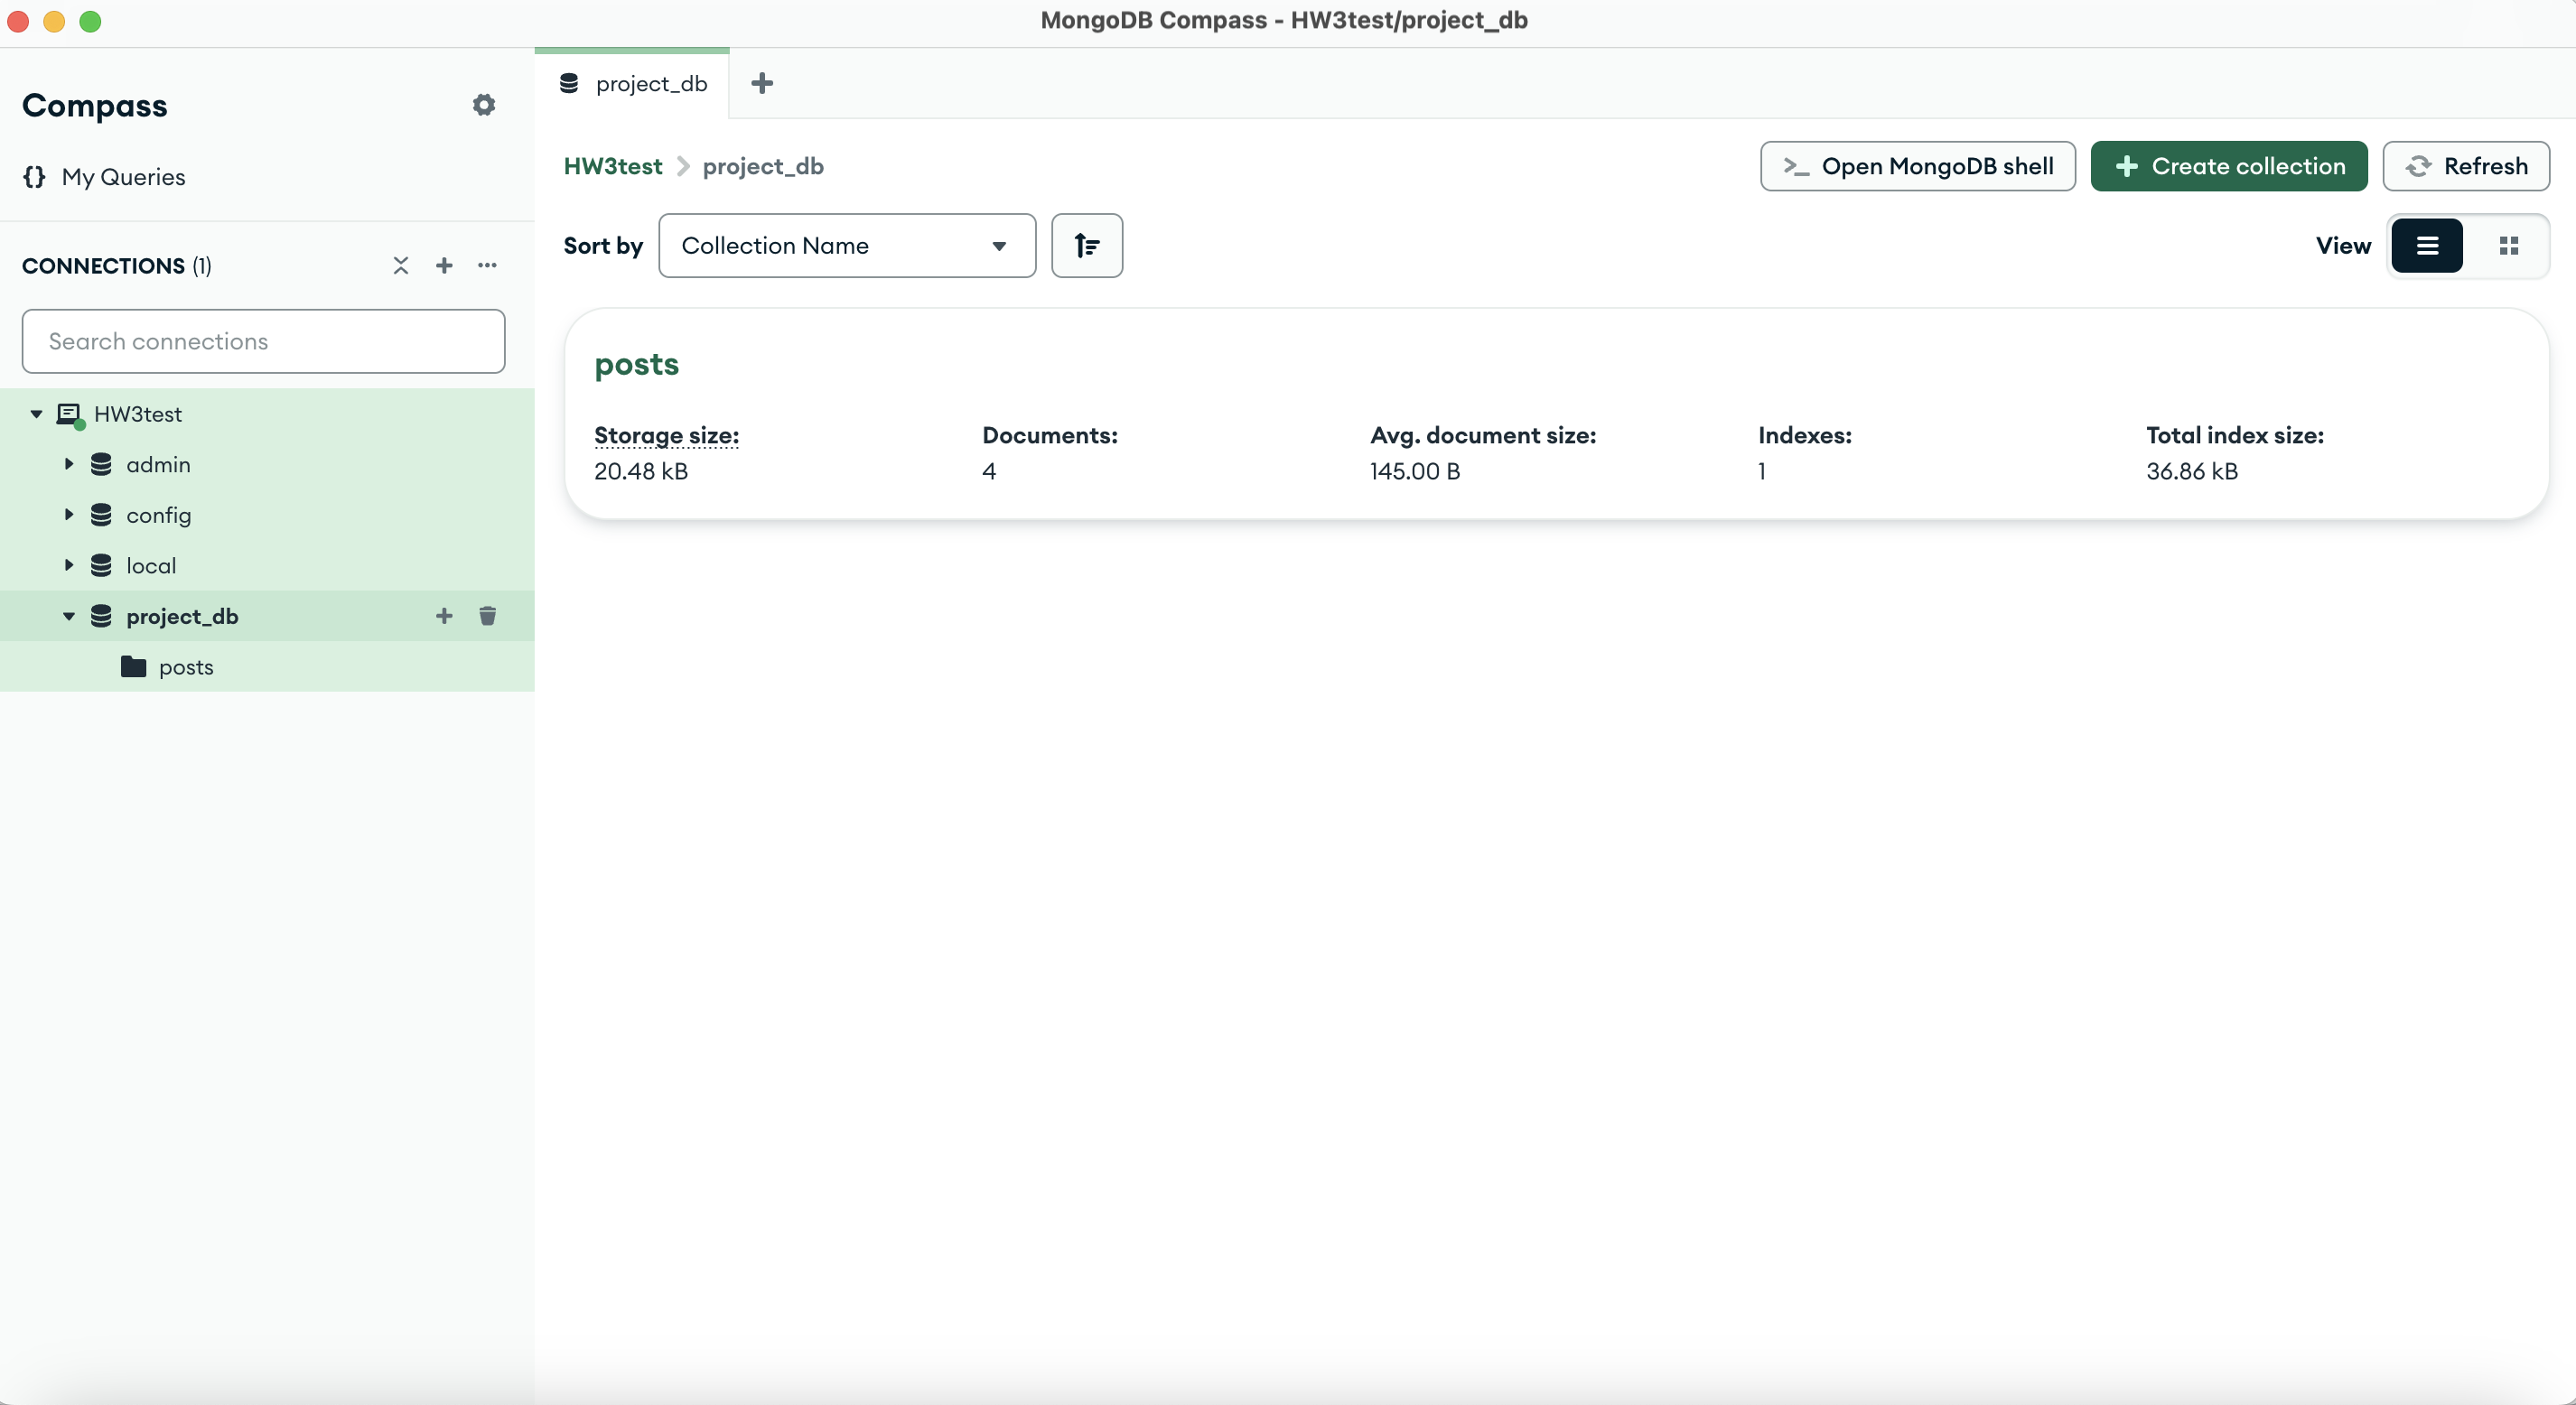 MongoDB Compass - HW3test/project_db
Compass
My Queries
CONNECTIONS (1)
Search connections
HW3test
admin
config
local
project_db
posts
project_db
HW3test > project_db
Open MongoDB shell
Create collection
Refresh
Sort by Collection Name
View
posts
Storage size: Documents: Avg. document size: Indexes: Total index size:
20.48 kB 4 145.00 B 1 36.86 kB